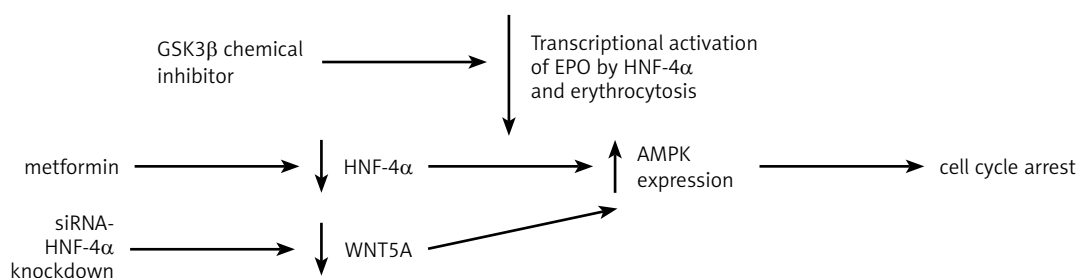 GSK3β chemical
inhibitor
Transcriptional activation
of EPO by HNF-4α
and erythrocytosis
metformin
HNF-4α
AMPK
expression
cell cycle arrest
siRNA-
HNF-4α
knockdown
WNT5A